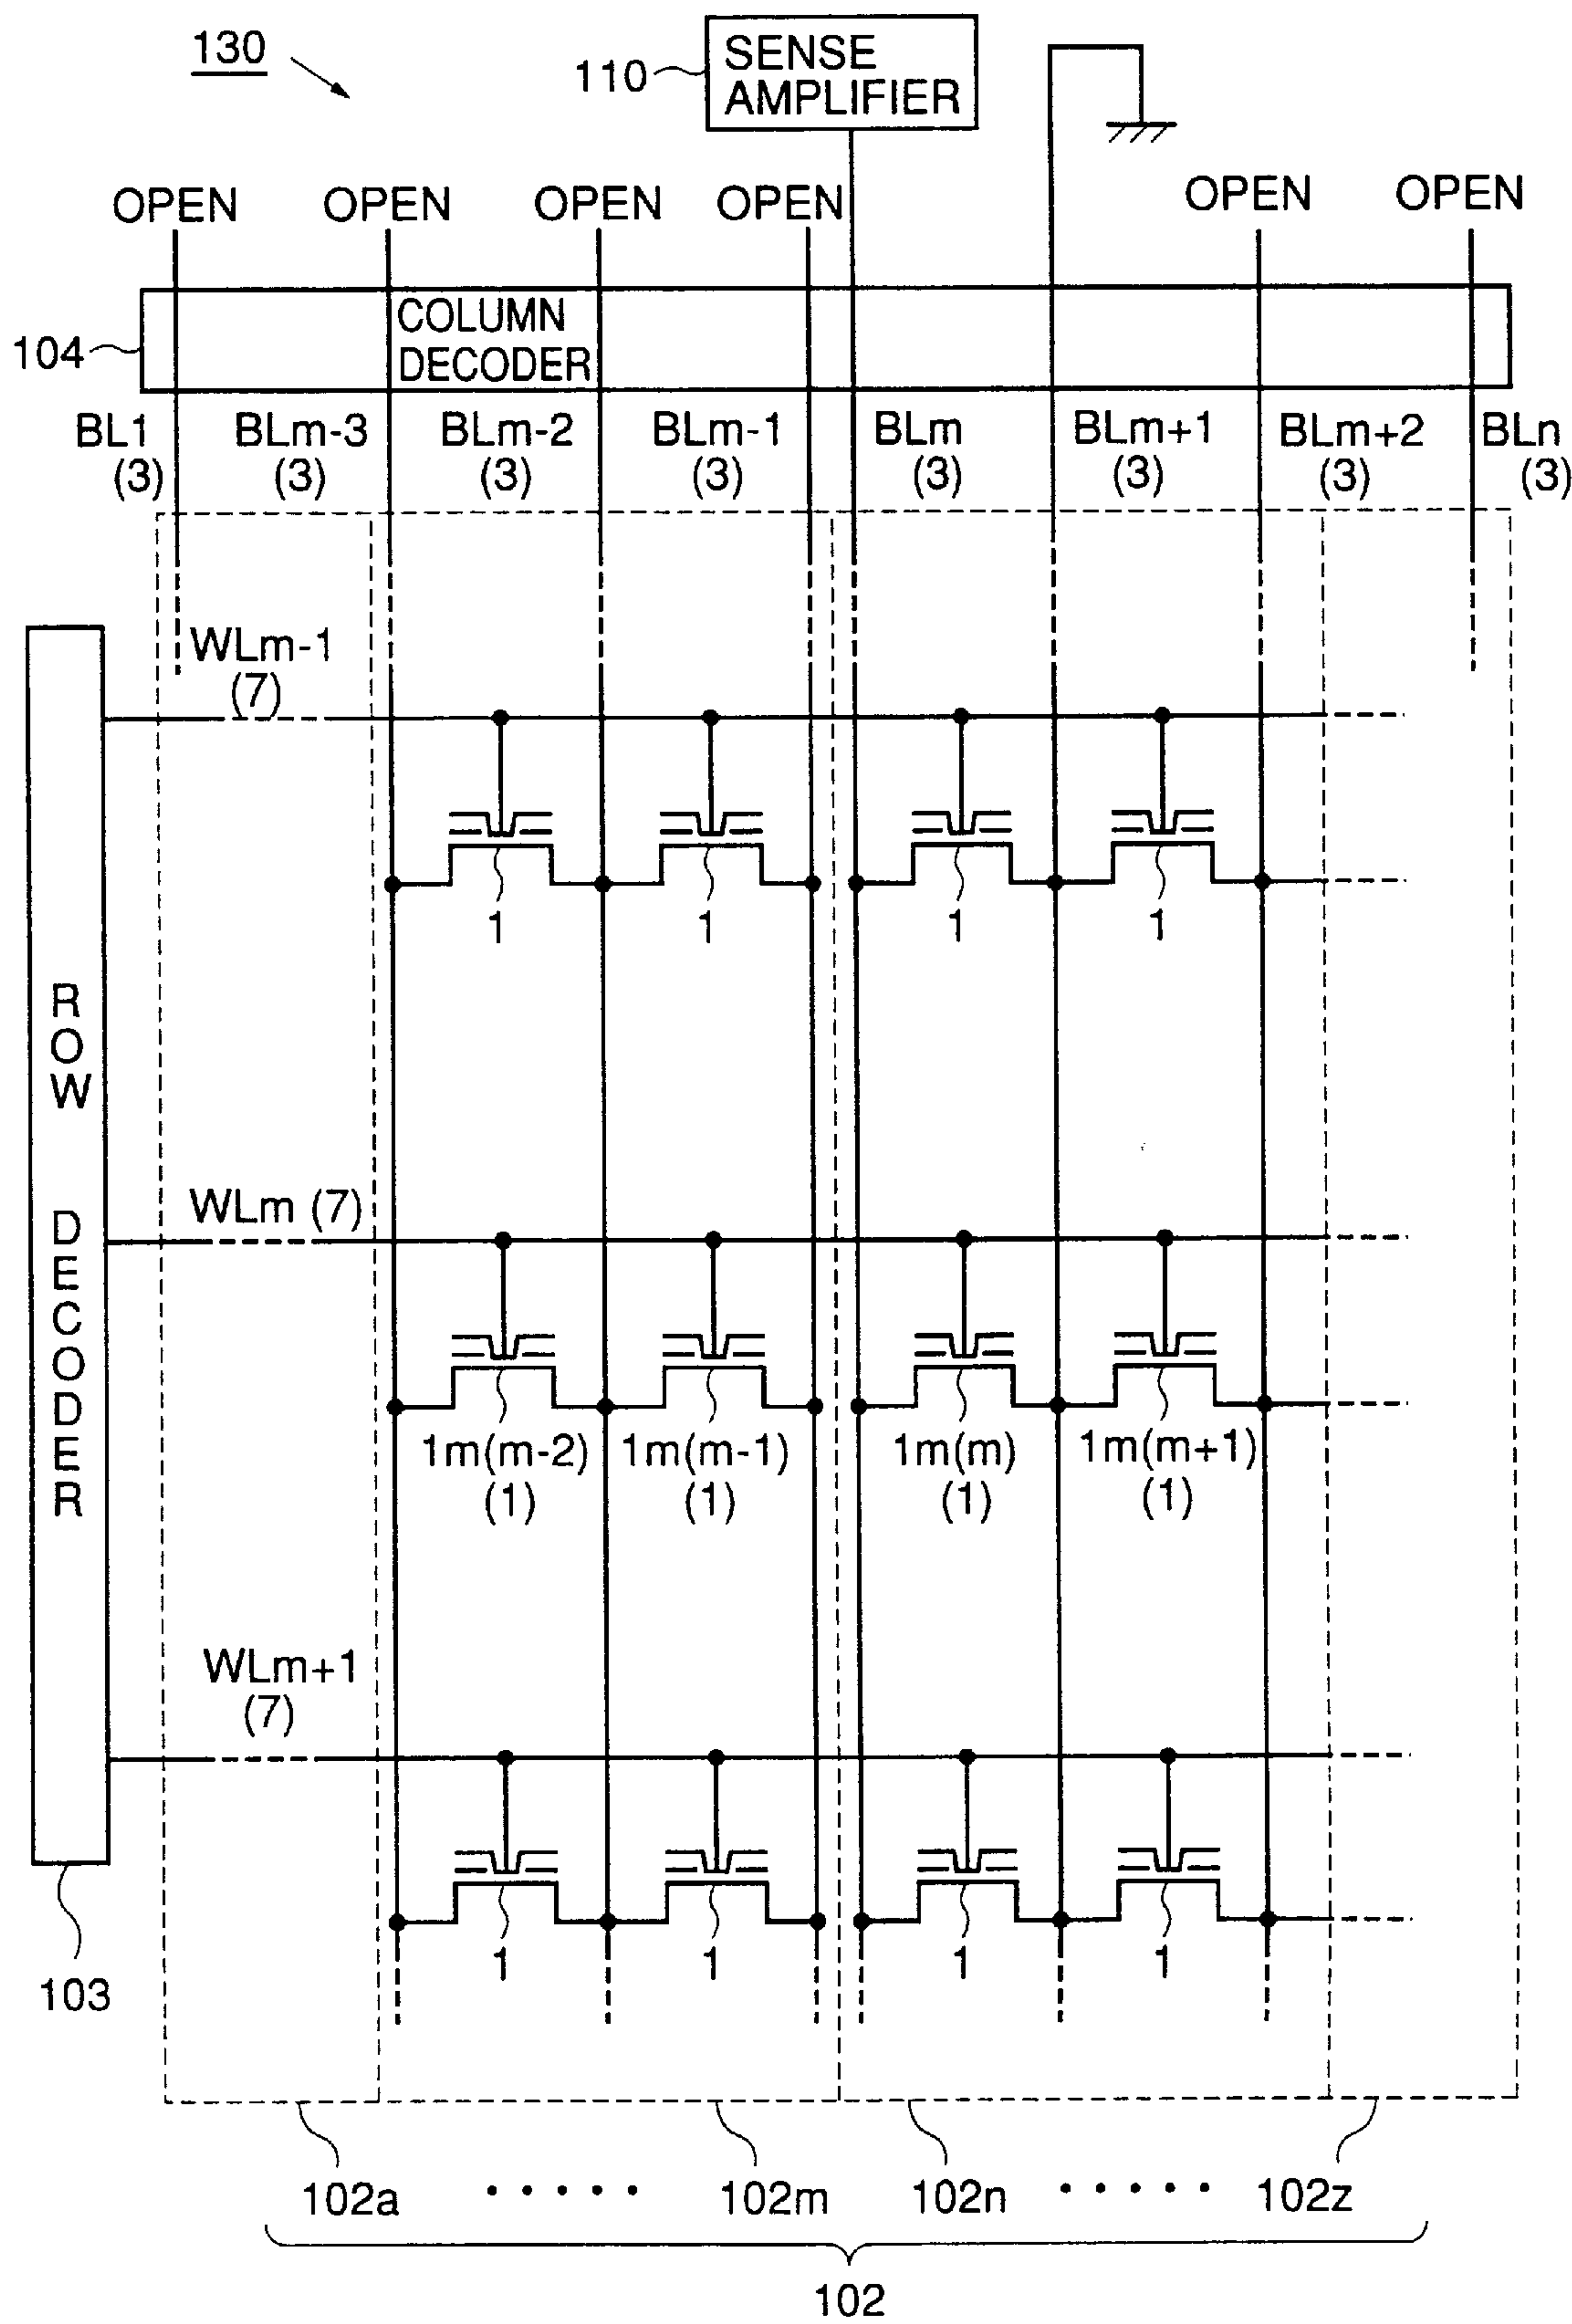 130
110
SENSE
AMPLIFIER
OPEN OPEN OPEN OPEN OPEN OPEN
104
COLUMN
DECODER
BL1 BLm-3 BLm-2 BLm-1 BLm BLm+1 BLm+2 BLn
(3) (3) (3) (3) (3) (3) (3) (3)
WLm-1
(7)
1 1 1 1
ROW DECODER
WLm (7)
1m(m-2) 1m(m-1) 1m(m) 1m(m+1)
(1) (1) (1) (1)
WLm+1
(7)
1 1 1 1
103
102a ····· 102m 102n ····· 102z
102